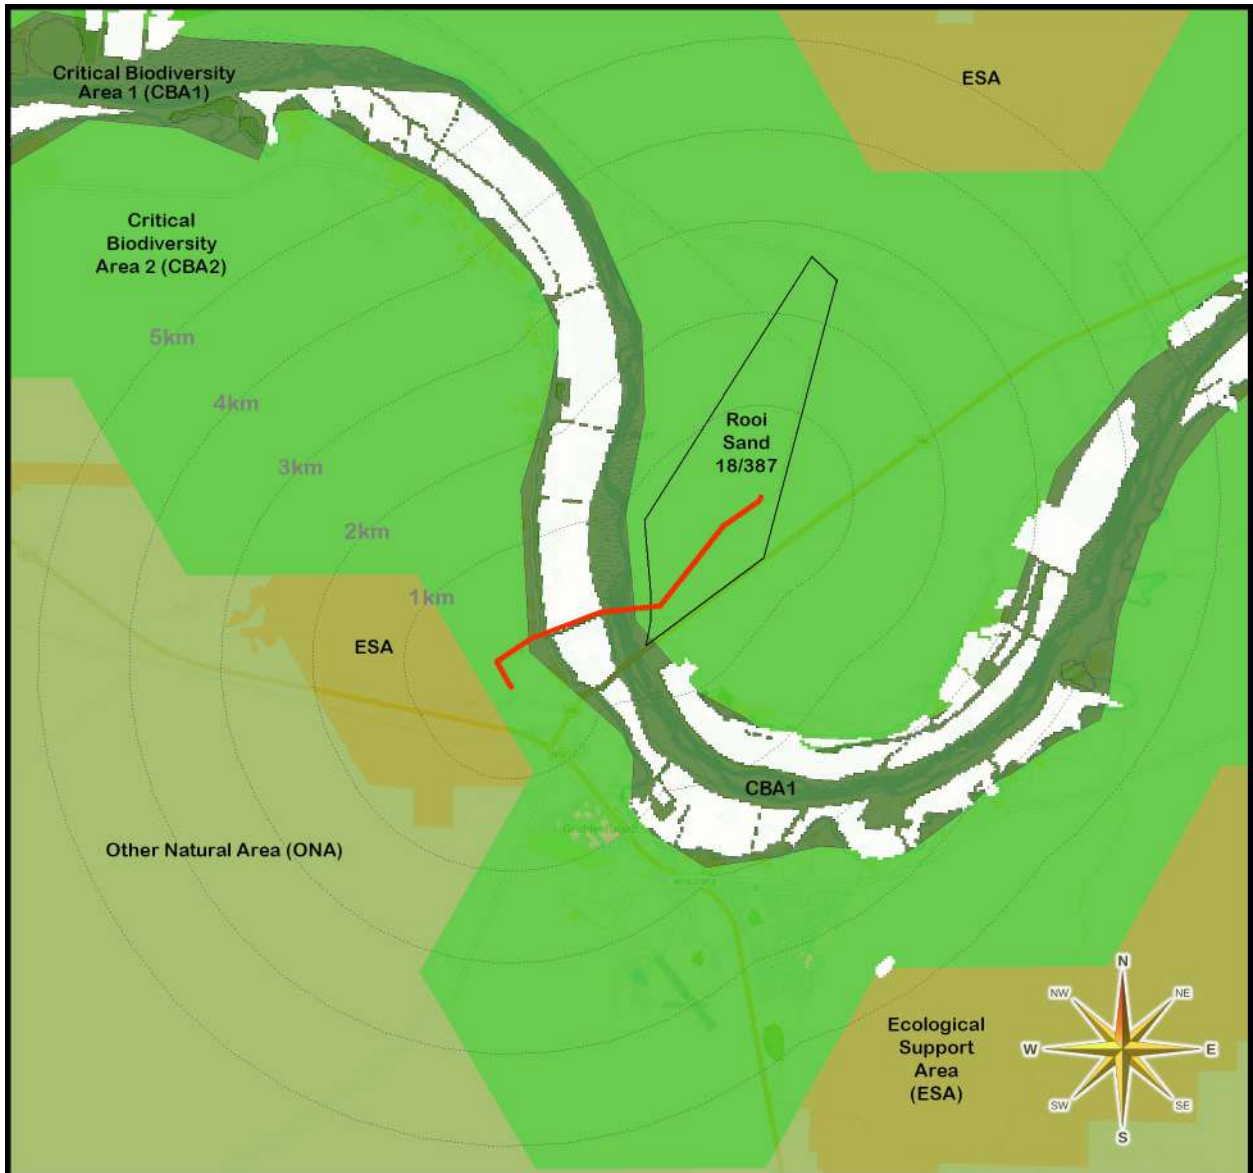 Critical Biodiversity
Area 1 (CBA1)
ESA
Critical
Biodiversity
Area 2 (CBA2)
5km
4km
3km
2km
1km
Rooi
Sand
18/387
ESA
CBA1
Other Natural Area (ONA)
Ecological
Support
Area
(ESA)
N
NW
NE
W
E
SW
SE
S